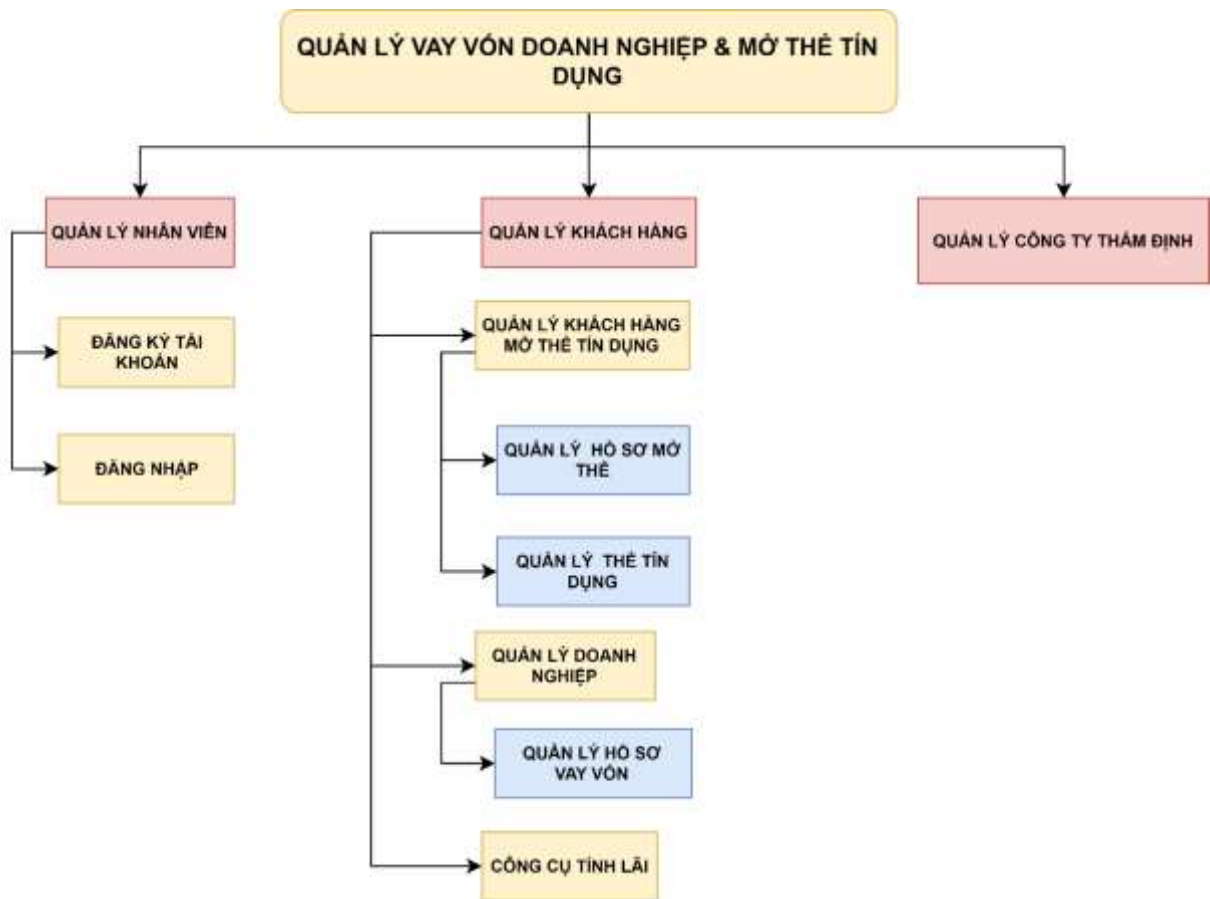 QUẢN LÝ VAY VỐN DOANH NGHIỆP & MỞ THẺ TÍN
DỤNG
QUẢN LÝ NHÂN VIÊN
ĐĂNG KÝ TÀI
KHOẢN
ĐĂNG NHẬP
QUẢN LÝ KHÁCH HÀNG
QUẢN LÝ KHÁCH HÀNG
MỞ THẺ TÍN DỤNG
QUẢN LÝ HỒ SƠ MỞ
THẺ
QUẢN LÝ THẺ TÍN
DỤNG
QUẢN LÝ DOANH
NGHIỆP
QUẢN LÝ HỒ SƠ
VAY VỐN
CÔNG CỤ TÍNH LÃI
QUẢN LÝ CÔNG TY THẨM ĐỊNH